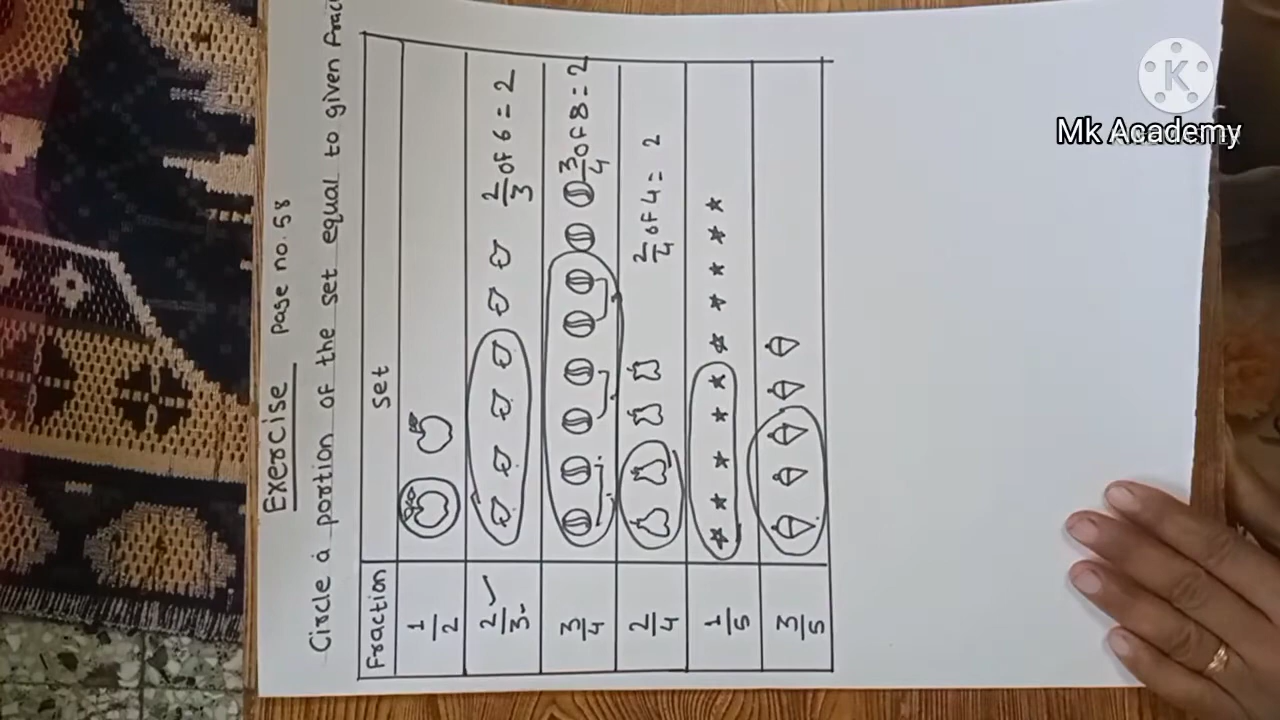 Exercise page no. 58
Circle a portion of the set equal to given Frac
Fraction set
1/2
2/3 2/3 of 6 = 2
3/4 3/4 of 8 = 2
2/4 2/4 of 4 = 2
1/5
3/5
K
Mk Academy